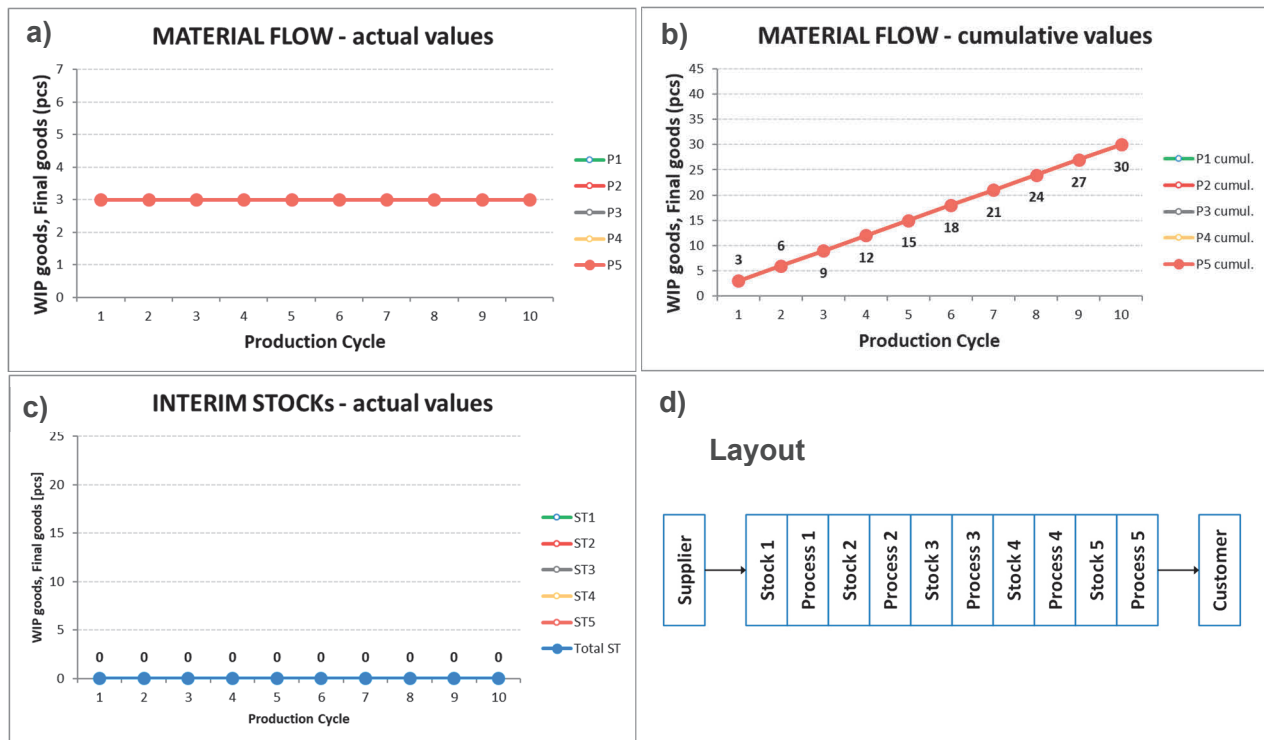 a)
MATERIAL FLOW - actual values
WIP goods, Final goods (pcs)
7
6
5
4
3
2
1
0
1 2 3 4 5 6 7 8 9 10
Production Cycle
P1
P2
P3
P4
P5
b)
MATERIAL FLOW - cumulative values
WIP goods, Final goods (pcs)
45
40
35
30
25
20
15
10
5
0
3 6 9 12 15 18 21 24 27 30
1 2 3 4 5 6 7 8 9 10
Production Cycle
P1 cumul.
P2 cumul.
P3 cumul.
P4 cumul.
P5 cumul.
c)
INTERIM STOCKs - actual values
WIP goods, Final goods [pcs]
25
20
15
10
5
0
0 0 0 0 0 0 0 0 0 0
1 2 3 4 5 6 7 8 9 10
Production Cycle
ST1
ST2
ST3
ST4
ST5
Total ST
d)
Layout
Supplier
Stock 1
Process 1
Stock 2
Process 2
Stock 3
Process 3
Stock 4
Process 4
Stock 5
Process 5
Customer